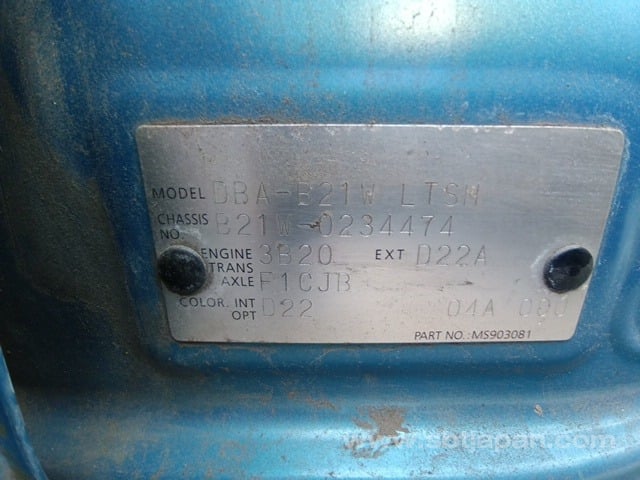 MODEL DBA-B21W LTSH
CHASSIS NO. B21W-0234474
ENGINE 3B20 EXT D22A
TRANS AXLE F1CJB
COLOR. INT OPT D22 04A 000
PART NO.: MS903081